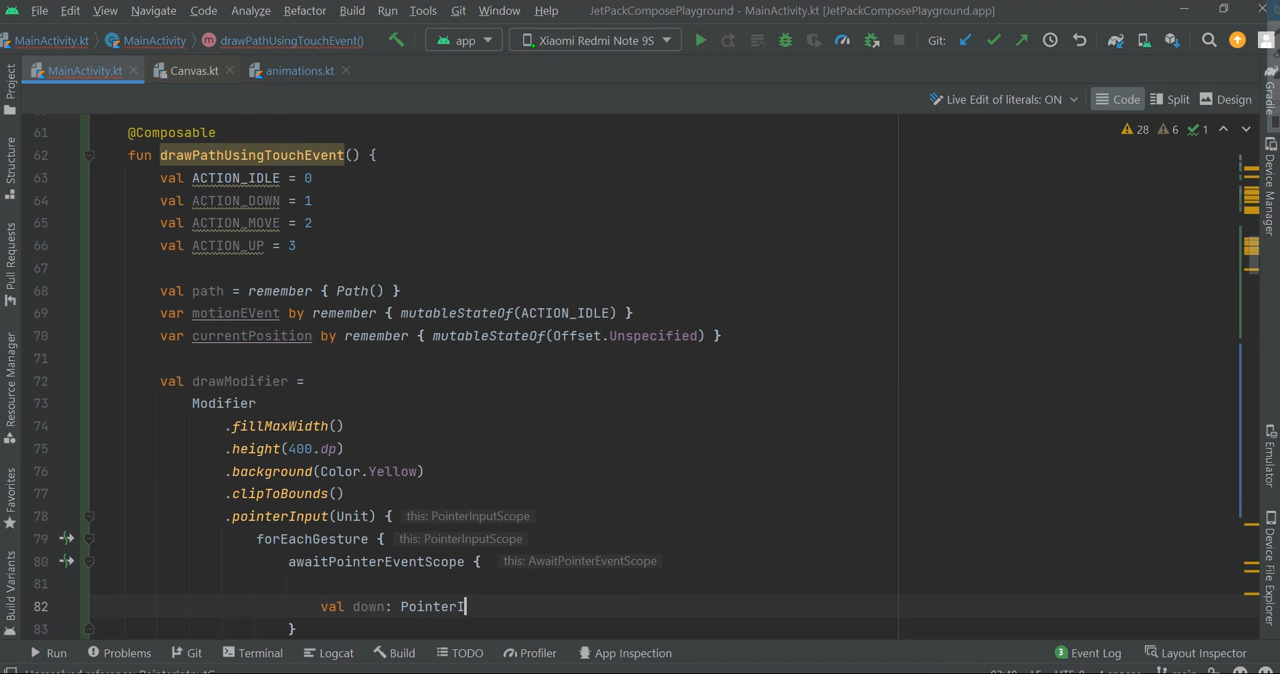 File Edit View Navigate Code Analyze Refactor Build Run Tools Git Window Help JetPackComposePlayground - MainActivity.kt [JetPackComposePlayground.app]
MainActivity.kt MainActivity drawPathUsingTouchEvent() app Xiaomi Redmi Note 9S Git:
MainActivity.kt Canvas.kt animations.kt
Live Edit of literals: ON Code Split Design
28 6 1
61 @Composable
62 fun drawPathUsingTouchEvent() {
63 val ACTION_IDLE = 0
64 val ACTION_DOWN = 1
65 val ACTION_MOVE = 2
66 val ACTION_UP = 3
67
68 val path = remember { Path() }
69 var motionEVent by remember { mutableStateOf(ACTION_IDLE) }
70 var currentPosition by remember { mutableStateOf(Offset.Unspecified) }
71
72 val drawModifier =
73 Modifier
74 .fillMaxWidth()
75 .height(400.dp)
76 .background(Color.Yellow)
77 .clipToBounds()
78 .pointerInput(Unit) { this: PointerInputScope
79 forEachGesture { this: PointerInputScope
80 awaitPointerEventScope { this: AwaitPointerEventScope
81
82 val down: PointerI
83 }
Project
Structure
Pull Requests
Resource Manager
Favorites
Build Variants
Gradle
Device Manager
Emulator
Device File Explorer
Run Problems Git Terminal Logcat Build TODO Profiler App Inspection 3 Event Log Layout Inspector